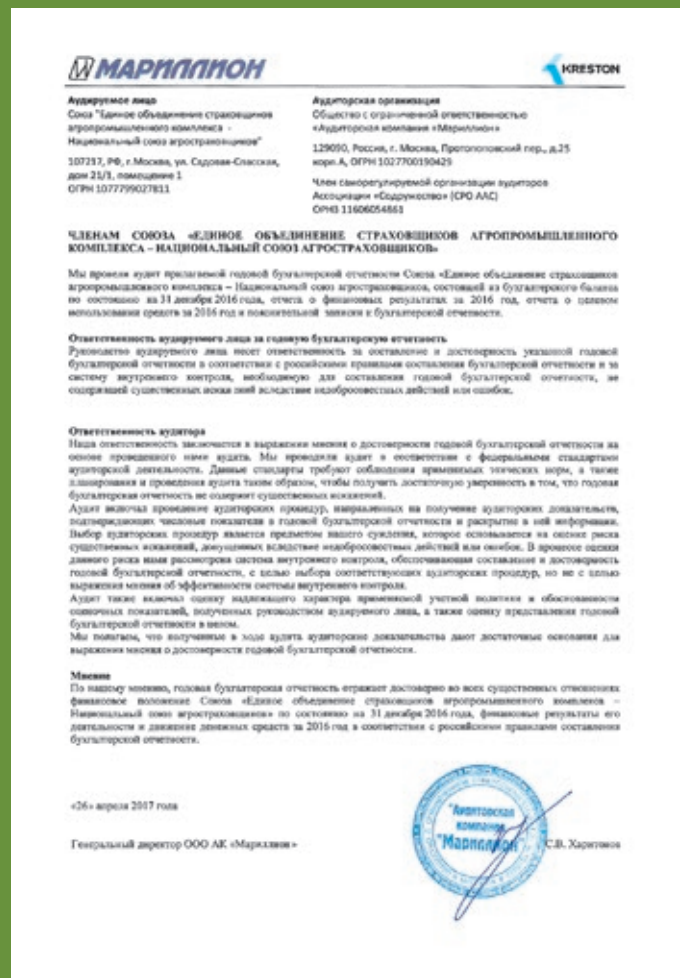 МАРИЛЛИОН
KRESTON
Аудируемое лицо
Союз "Единое объединение страховщиков
агропромышленного комплекса -
Национальный союз агростраховщиков"
107217, РФ, г.Москва, ул. Садовая-Спасская,
дом 21/1, помещение 1
ОГРН 1077799027811
Аудиторская организация
Общество с ограниченной ответственностью
«Аудиторская компания «Мариллион»
129090, Россия, г. Москва, Протопоповский пер., д.25
корп.А, ОГРН 1027700190429
Член саморегулируемой организации аудиторов
Ассоциации «Содружество» (СРО ААС)
ОРНЗ 11606054861
ЧЛЕНАМ СОЮЗА «ЕДИНОЕ ОБЪЕДИНЕНИЕ СТРАХОВЩИКОВ АГРОПРОМЫШЛЕННОГО
КОМПЛЕКСА – НАЦИОНАЛЬНЫЙ СОЮЗ АГРОСТРАХОВЩИКОВ»
Мы провели аудит прилагаемой годовой бухгалтерской отчетности Союза «Единое объединение страховщиков
агропромышленного комплекса – Национальный союз агростраховщиков, состоящей из бухгалтерского баланса
по состоянию на 31 декабря 2016 года, отчета о финансовых результатах за 2016 год, отчета о целевом
использовании средств за 2016 год и пояснительной записки к бухгалтерской отчетности.
Ответственность аудируемого лица за годовую бухгалтерскую отчетность
Руководство аудируемого лица несет ответственность за составление и достоверность указанной годовой
бухгалтерской отчетности в соответствии с российскими правилами составления бухгалтерской отчетности и за
систему внутреннего контроля, необходимую для составления годовой бухгалтерской отчетности, не
содержащей существенных искажений вследствие недобросовестных действий или ошибок.
Ответственность аудитора
Наша ответственность заключается в выражении мнения о достоверности годовой бухгалтерской отчетности на
основе проведенного нами аудита. Мы проводили аудит в соответствии с федеральными стандартами
аудиторской деятельности. Данные стандарты требуют соблюдения применимых этических норм, а также
планирования и проведения аудита таким образом, чтобы получить достаточную уверенность в том, что годовая
бухгалтерская отчетность не содержит существенных искажений.
Аудит включал проведение аудиторских процедур, направленных на получение аудиторских доказательств,
подтверждающих числовые показатели в годовой бухгалтерской отчетности и раскрытие в ней информации.
Выбор аудиторских процедур является предметом нашего суждения, которое основывается на оценке риска
существенных искажений, допущенных вследствие недобросовестных действий или ошибок. В процессе оценки
данного риска нами рассмотрена система внутреннего контроля, обеспечивающая составление и достоверность
годовой бухгалтерской отчетности, с целью выбора соответствующих аудиторских процедур, но не с целью
выражения мнения об эффективности системы внутреннего контроля.
Аудит также включал оценку надлежащего характера применяемой учетной политики и обоснованности
оценочных показателей, полученных руководством аудируемого лица, а также оценку представления годовой
бухгалтерской отчетности в целом.
Мы полагаем, что полученные в ходе аудита аудиторские доказательства дают достаточные основания для
выражения мнения о достоверности годовой бухгалтерской отчетности.
Мнение
По нашему мнению, годовая бухгалтерская отчетность отражает достоверно во всех существенных отношениях
финансовое положение Союза «Единое объединение страховщиков агропромышленного комплекса –
Национальный союз агростраховщиков» по состоянию на 31 декабря 2016 года, финансовые результаты его
деятельности и движение денежных средств за 2016 год в соответствии с российскими правилами составления
бухгалтерской отчетности.
«26» апреля 2017 года
"Аудиторская
компания
"Мариллион"
Генеральный директор ООО АК «Мариллион»
С.В. Харитонов